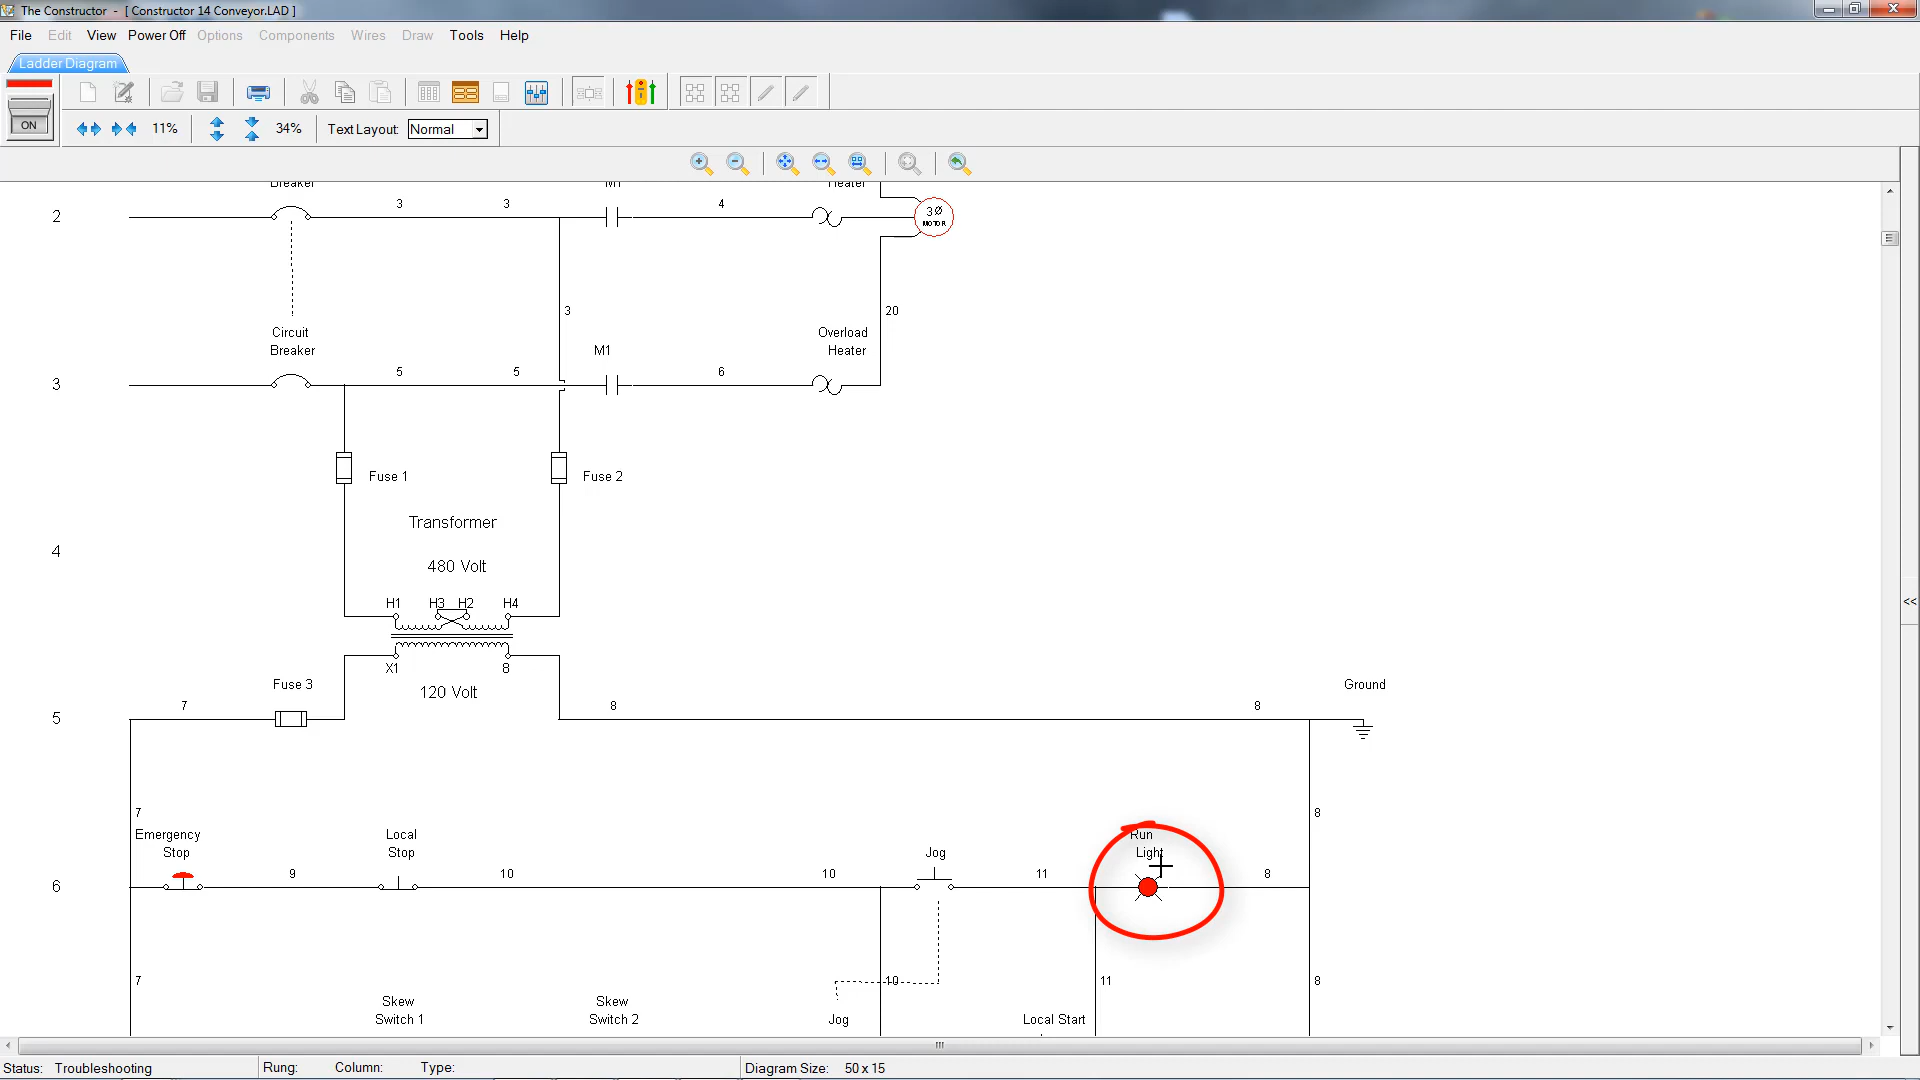 The Constructor - [ Constructor 14 Conveyor.LAD ]
File Edit View Power Off Options Components Wires Draw Tools Help
Ladder Diagram
ON
11% 34% Text Layout: Normal
Breaker M1 Heater
2 3 3 4 3Ø
MOTOR
3 20
Circuit
Breaker M1 Overload
Heater
3 5 5 6
Fuse 1 Fuse 2
Transformer
4
480 Volt
H1 H3 H2 H4
X1 8
Fuse 3 120 Volt Ground
7 8 8
5
7 8
Emergency
Stop
Local
Stop
Jog
Run
Light
6 9 10 10 11 8
7 10 11 8
Skew
Switch 1
Skew
Switch 2
Jog
Local Start
<<
Status: Troubleshooting Rung: Column: Type: Diagram Size: 50 x 15